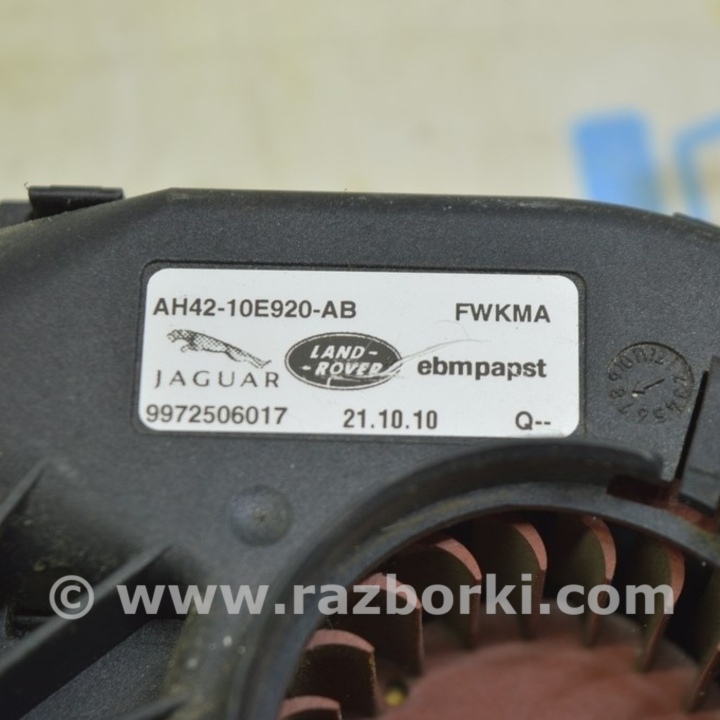 AH42-10E920-AB FWKMA
JAGUAR LAND-ROVER ebmpapst
9972506017 21.10.10 Q--
© www.razborki.com